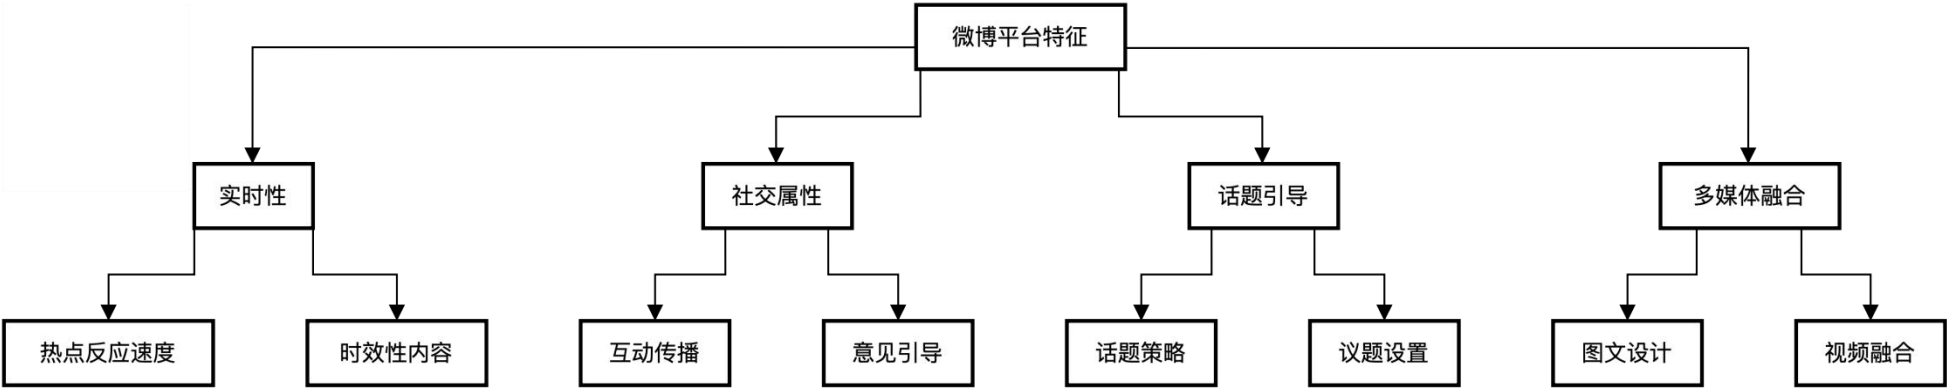 微博平台特征
实时性
社交属性
话题引导
多媒体融合
热点反应速度
时效性内容
互动传播
意见引导
话题策略
议题设置
图文设计
视频融合